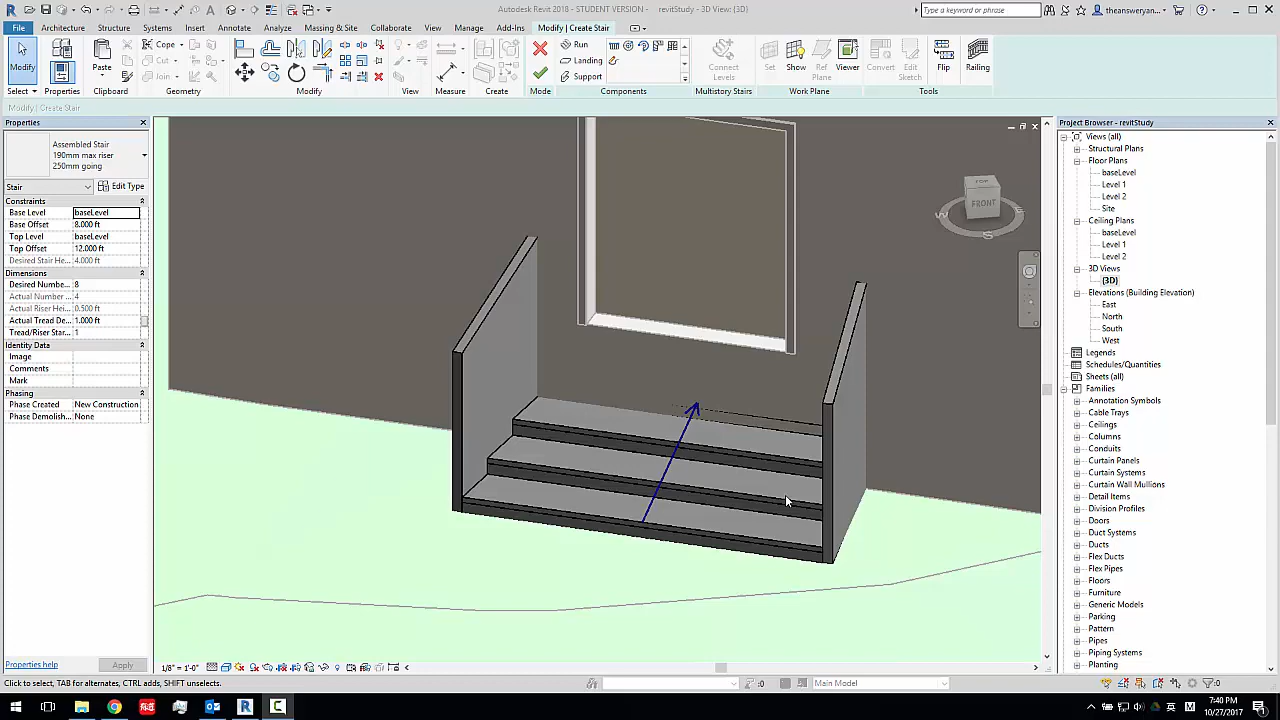 Autodesk Revit 2018 - STUDENT VERSION - revitStudy - 3D View: {3D}
Type a keyword or phrase
theansweryan
File Architecture Structure Systems Insert Annotate Analyze Massing & Site Collaborate View Manage Add-Ins Modify | Create Stair
Modify
Properties
Paste
Cope
Cut
Join
Run
Landing
Support
Connect Levels
Set
Show
Ref Plane
Viewer
Convert
Edit Sketch
Flip
Railing
Select Properties Clipboard Geometry Modify View Measure Create Mode Components Multistory Stairs Work Plane Tools
Modify | Create Stair
Properties
Assembled Stair
190mm max riser
250mm going
Stair
Edit Type
Constraints
Base Level baseLevel
Base Offset 8.000 ft
Top Level baseLevel
Top Offset 12.000 ft
Desired Stair He... 4.000 ft
Dimensions
Desired Number... 8
Actual Number ... 4
Actual Riser Hei... 0.500 ft
Actual Tread De... 1.000 ft
Tread/Riser Star... 1
Identity Data
Image
Comments
Mark
Phasing
Phase Created New Construction
Phase Demolish... None
Properties help
Apply
FRONT
W
S
E
1/8" = 1'-0"
Project Browser - revitStudy
Views (all)
Structural Plans
Floor Plans
baseLevel
Level 1
Level 2
Site
Ceiling Plans
baseLevel
Level 1
Level 2
3D Views
{3D}
Elevations (Building Elevation)
East
North
South
West
Legends
Schedules/Quantities
Sheets (all)
Families
Annotation Symbols
Cable Trays
Ceilings
Columns
Conduits
Curtain Panels
Curtain Systems
Curtain Wall Mullions
Detail Items
Division Profiles
Doors
Duct Systems
Ducts
Flex Ducts
Flex Pipes
Floors
Furniture
Generic Models
Parking
Pattern
Pipes
Piping Systems
Planting
Click to select, TAB for alternates, CTRL adds, SHIFT unselects.
:0
Main Model
:0
7:40 PM
10/27/2017